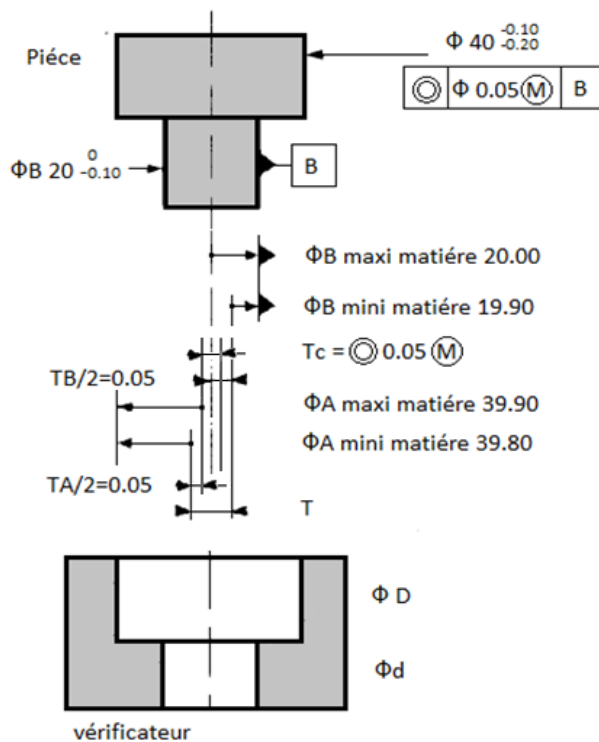 Piéce
Φ 40 -0.10 -0.20
◎ Φ 0.05 Ⓜ B
ΦB 20 0 -0.10
B
ΦB maxi matiére 20.00
ΦB mini matiére 19.90
Tc = ◎ 0.05 Ⓜ
TB/2=0.05
ΦA maxi matiére 39.90
ΦA mini matiére 39.80
TA/2=0.05
T
Φ D
Φd
vérificateur